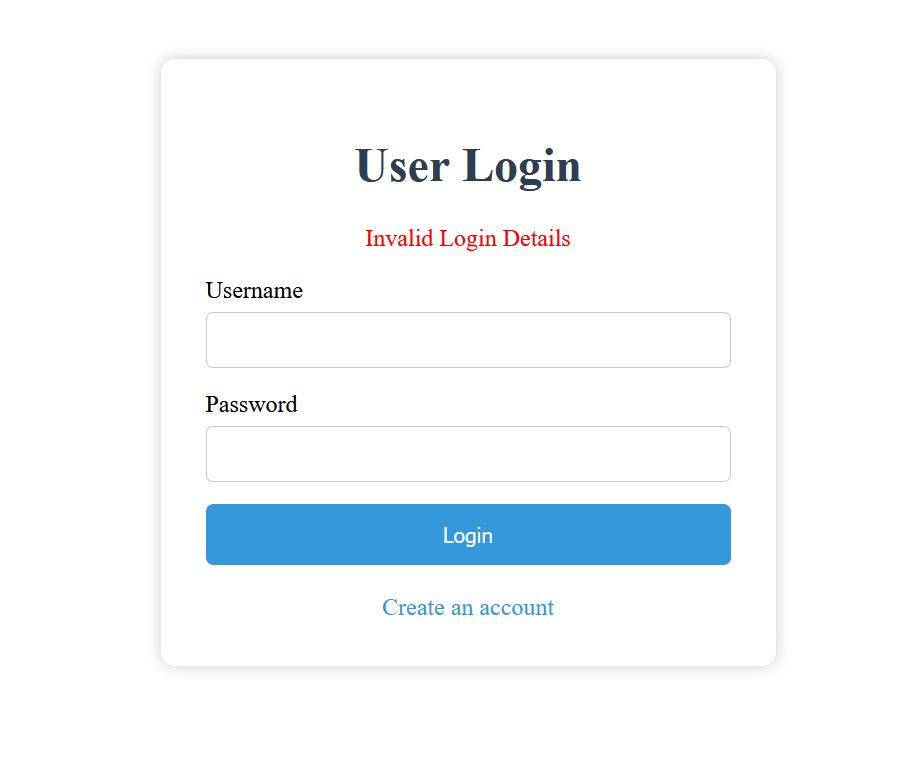 User Login
Invalid Login Details
Username
Password
Login
Create an account